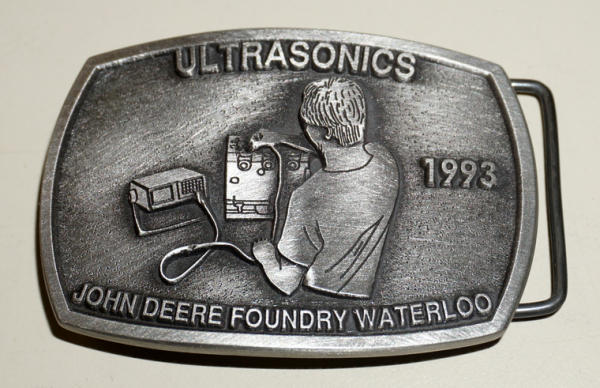 ULTRASONICS
1993
JOHN DEERE FOUNDRY WATERLOO